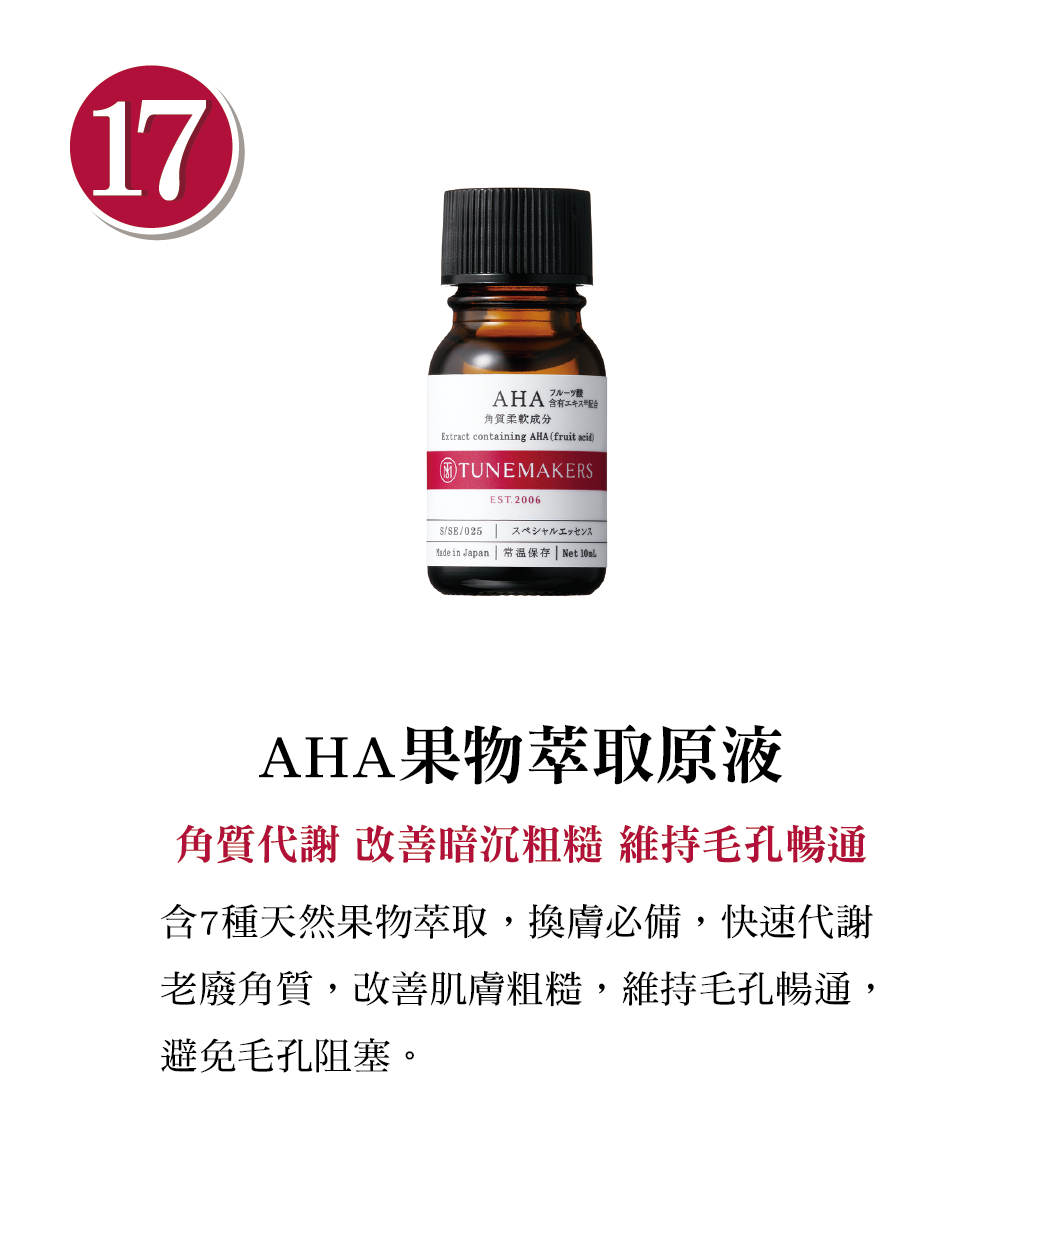 17
AHA フルーツ酸
含有エキス※配合
角質柔軟成分
Extract containing AHA (fruit acid)
TUNEMAKERS
EST. 2006
S/SE/025 | スペシャルエッセンス
Made in Japan | 常温保存 | Net 10mL
AHA果物萃取原液
角質代謝 改善暗沉粗糙 維持毛孔暢通
含7種天然果物萃取，換膚必備，快速代謝
老廢角質，改善肌膚粗糙，維持毛孔暢通，
避免毛孔阻塞。